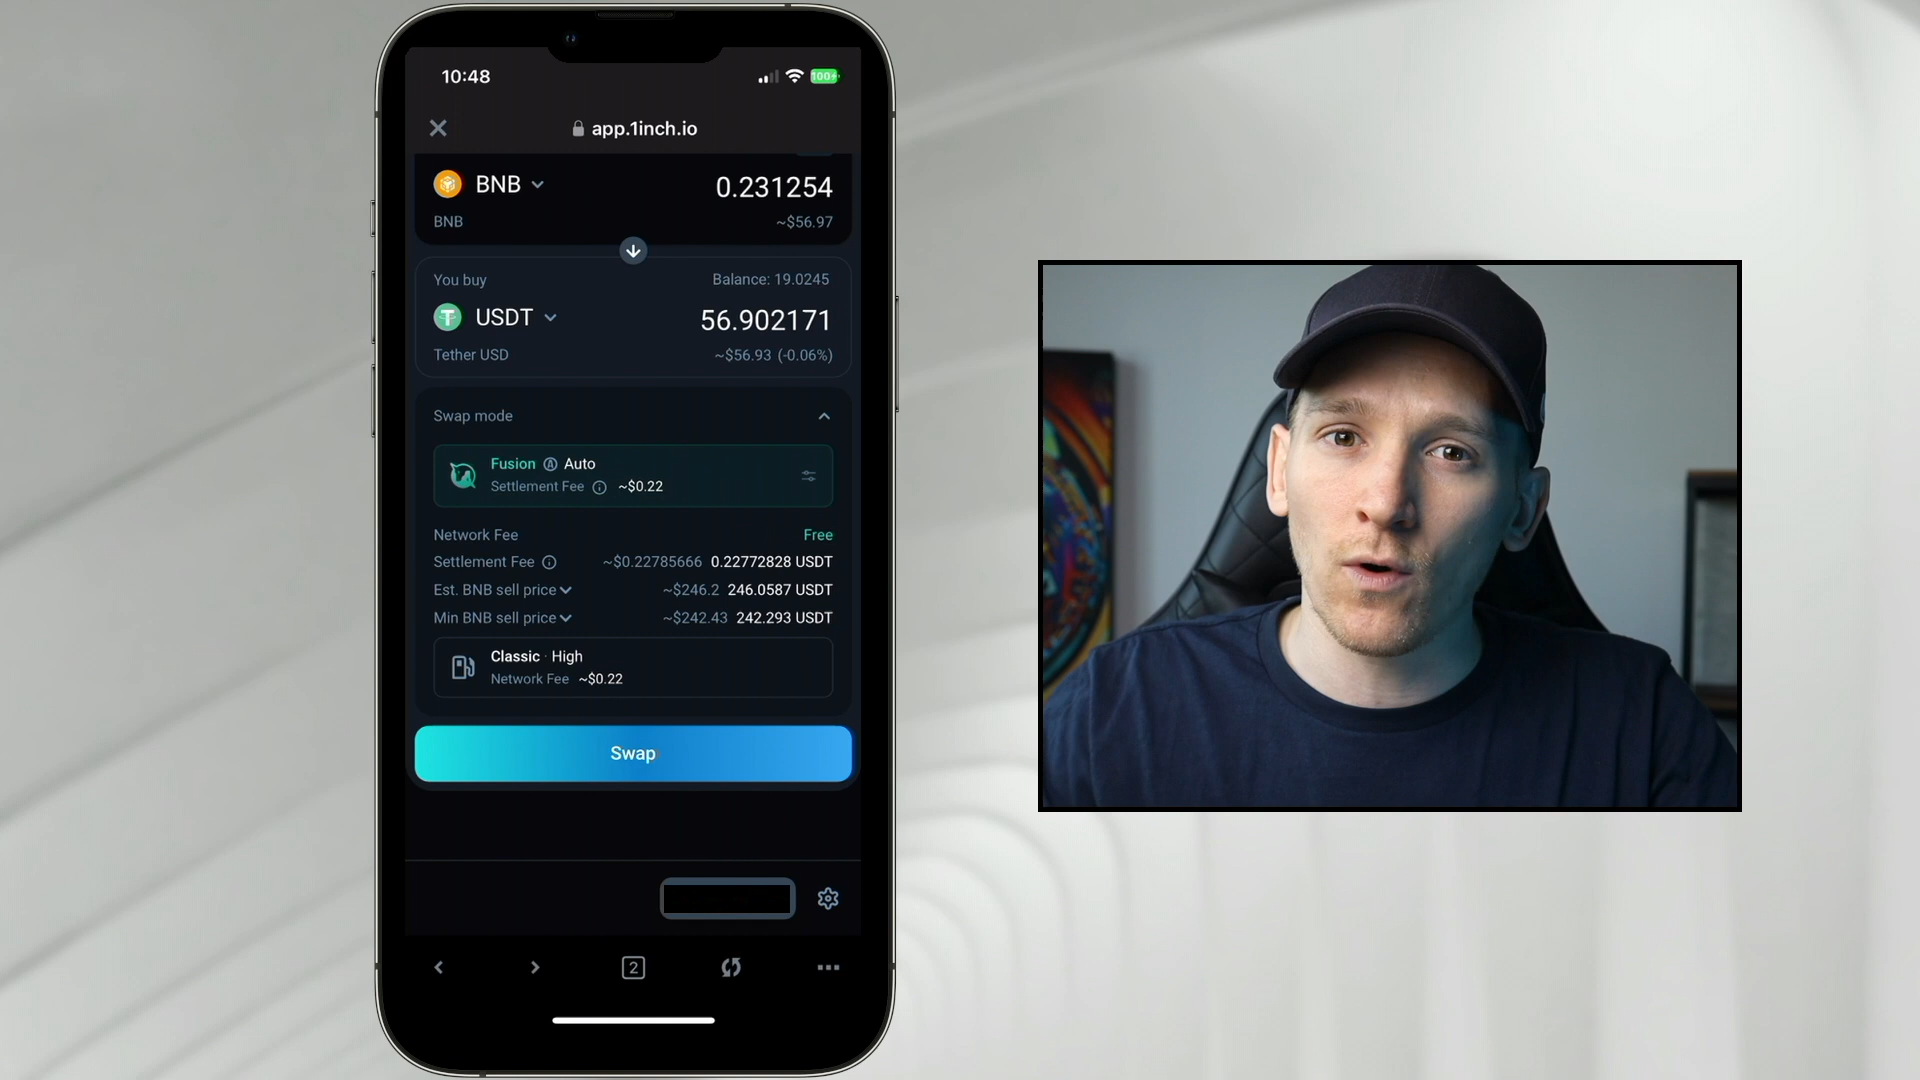 10:48
100
app.1inch.io
BNB 0.231254
BNB ~$56.97
You buy Balance: 19.0245
USDT 56.902171
Tether USD ~$56.93 (-0.06%)
Swap mode
Fusion A Auto
Settlement Fee ~$0.22
Network Fee Free
Settlement Fee ~$0.22785666 0.22772828 USDT
Est. BNB sell price ~$246.2 246.0587 USDT
Min BNB sell price ~$242.43 242.293 USDT
Classic · High
Network Fee ~$0.22
Swap
2